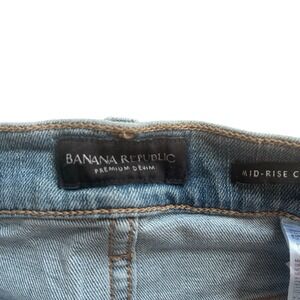 BANANA REPUBLIC
PREMIUM DENIM
MID-RISE C